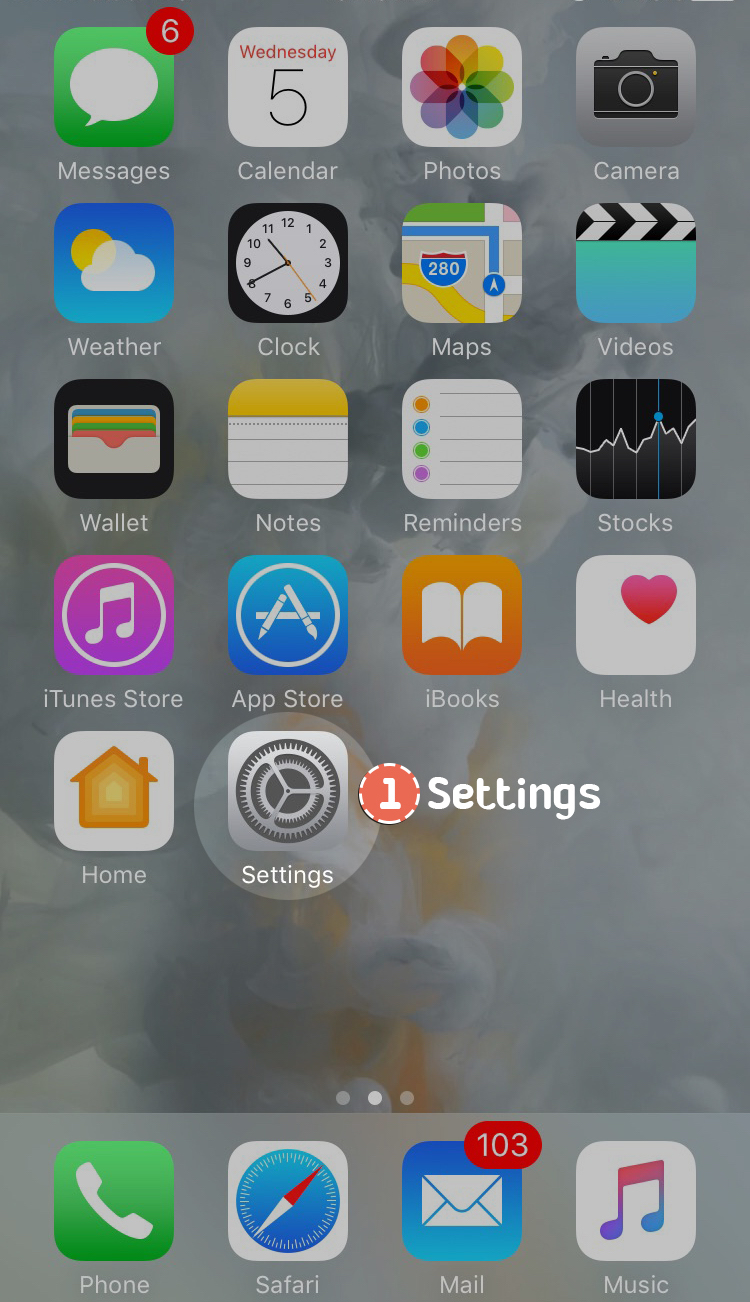 6
Wednesday
5
Messages
Calendar
Photos
Camera
12
11 1
10 2
9 3
8 4
7 5
6
280
Weather
Clock
Maps
Videos
Wallet
Notes
Reminders
Stocks
iTunes Store
App Store
iBooks
Health
1 Settings
Home
Settings
103
Phone
Safari
Mail
Music